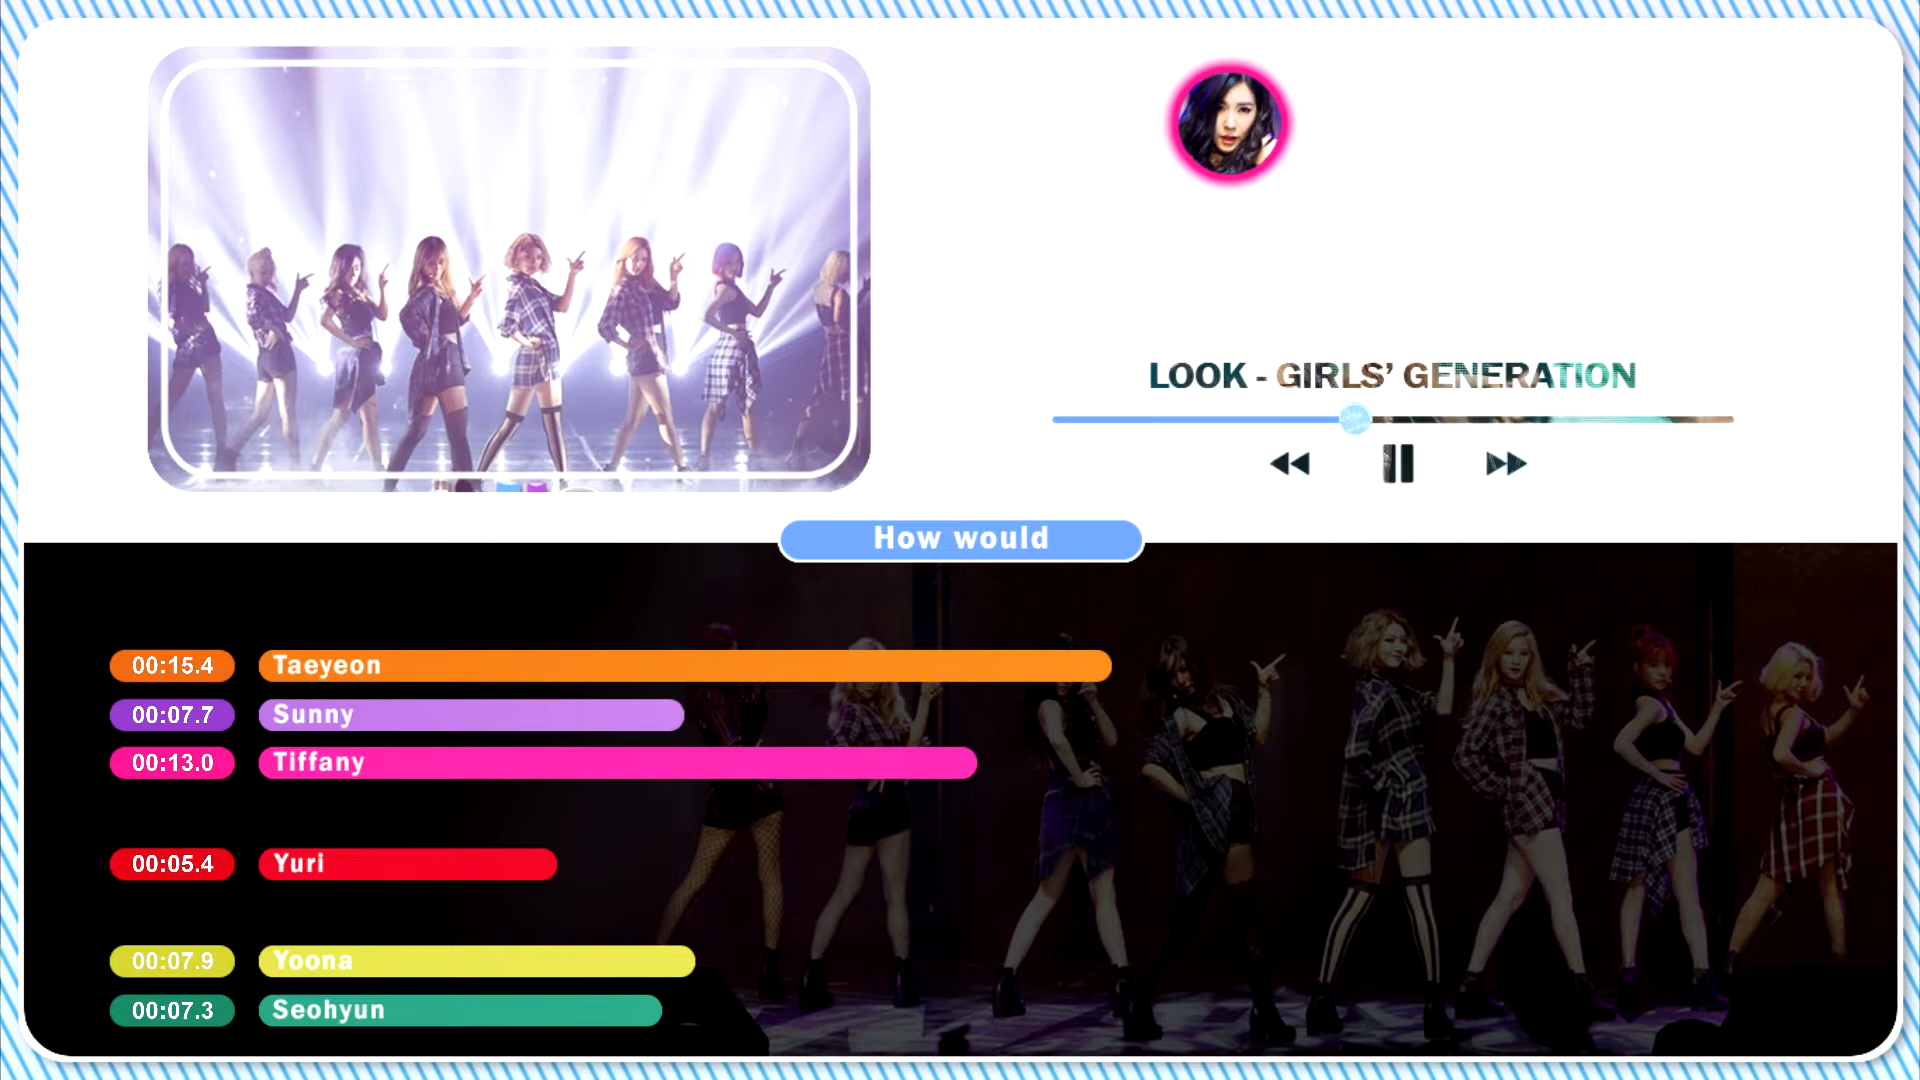 LOOK - GIRLS’ GENERATION
How would
00:15.4 Taeyeon
00:07.7 Sunny
00:13.0 Tiffany
00:05.4 Yuri
00:07.9 Yoona
00:07.3 Seohyun